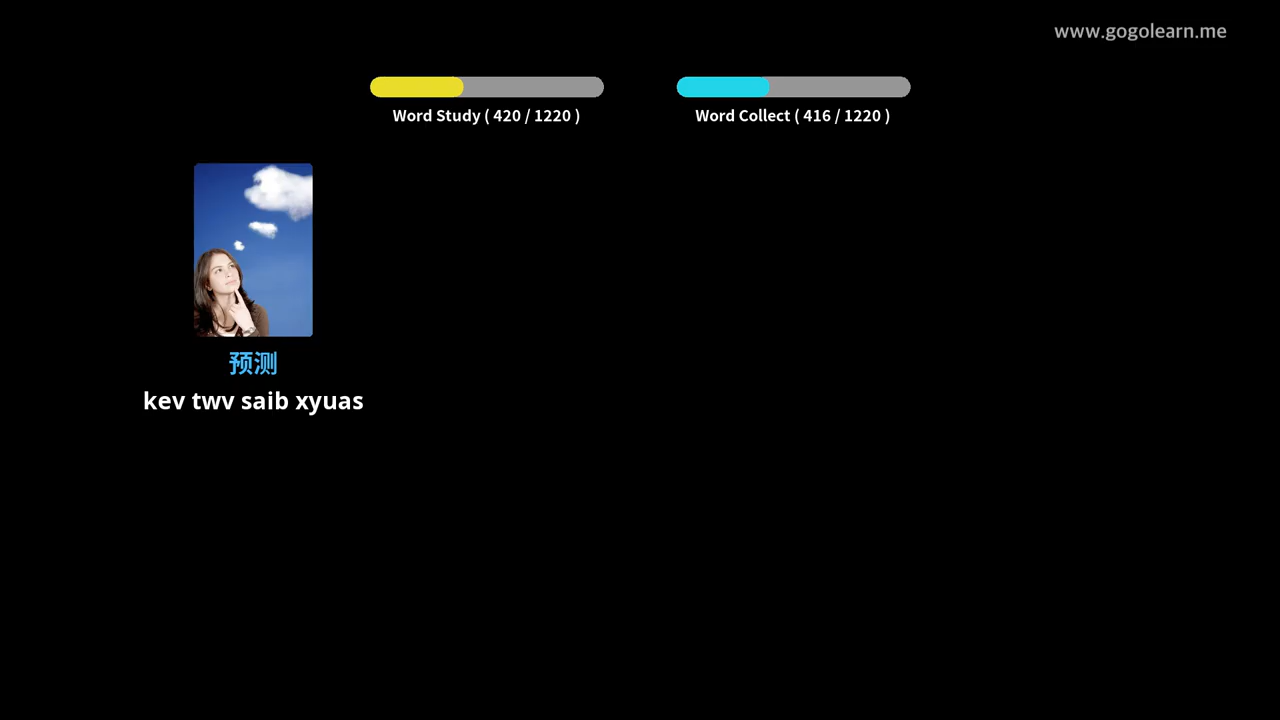 www.gogolearn.me
Word Study ( 420 / 1220 )
Word Collect ( 416 / 1220 )
预测
kev twv saib xyuas